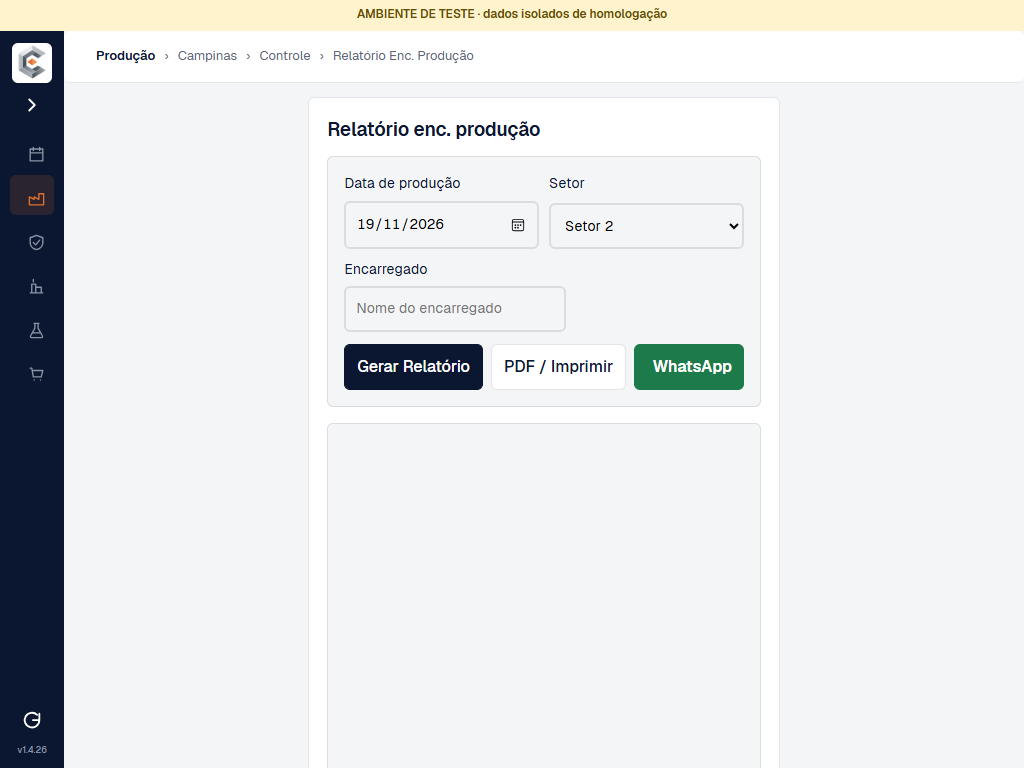 AMBIENTE DE TESTE · dados isolados de homologação
Produção › Campinas › Controle › Relatório Enc. Produção
Relatório enc. produção
Data de produção
Setor
19/11/2026
Setor 2
Encarregado
Nome do encarregado
Gerar Relatório
PDF / Imprimir
WhatsApp
v1.4.26